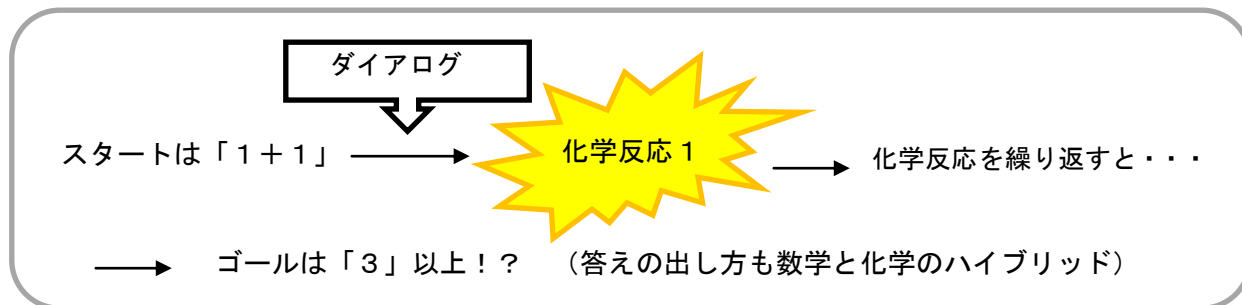 ダイアログ
スタートは「1+1」
化学反応1
化学反応を繰り返すと・・・
ゴールは「3」以上!? (答えの出し方も数学と化学のハイブリッド)